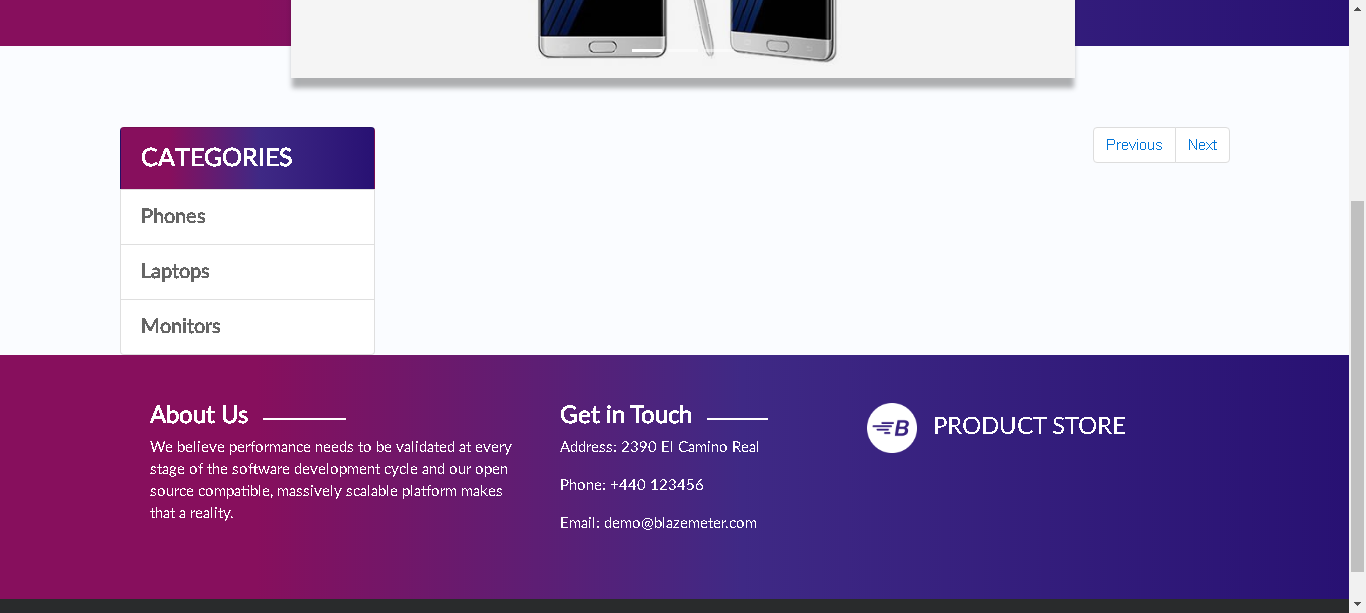 CATEGORIES
Previous
Next
Phones
Laptops
Monitors
About Us
We believe performance needs to be validated at every
stage of the software development cycle and our open
source compatible, massively scalable platform makes
that a reality.
Get in Touch
Address: 2390 El Camino Real
Phone: +440 123456
Email: demo@blazemeter.com
B
PRODUCT STORE